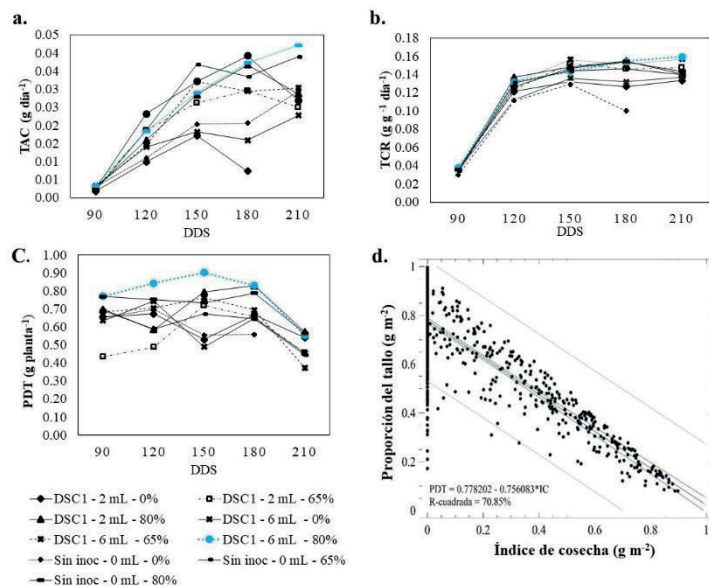 a.
TAC (g dia-1)
0.05
0.04
0.04
0.03
0.03
0.02
0.02
0.01
0.01
0.00
90 120 150 180 210
DDS
b.
TCR (g g-1 dia-1)
0.18
0.16
0.14
0.12
0.10
0.08
0.06
0.04
0.02
0.00
90 120 150 180 210
DDS
C.
PDT (g planta-1)
1.00
0.90
0.80
0.70
0.60
0.50
0.40
0.30
0.20
0.10
0.00
90 120 150 180 210
DDS
d.
Proporción del tallo (g m-2)
1
0.8
0.6
0.4
0.2
0
PDT = 0.778202 - 0.756083*IC
R-cuadrada = 70.85%
0 0.2 0.4 0.6 0.8 1
Índice de cosecha (g m-2)
DSC1 - 2 mL - 0%
DSC1 - 2 mL - 65%
DSC1 - 2 mL - 80%
DSC1 - 6 mL - 0%
DSC1 - 6 mL - 65%
DSC1 - 6 mL - 80%
Sin inoc - 0 mL - 0%
Sin inoc - 0 mL - 65%
Sin inoc - 0 mL - 80%